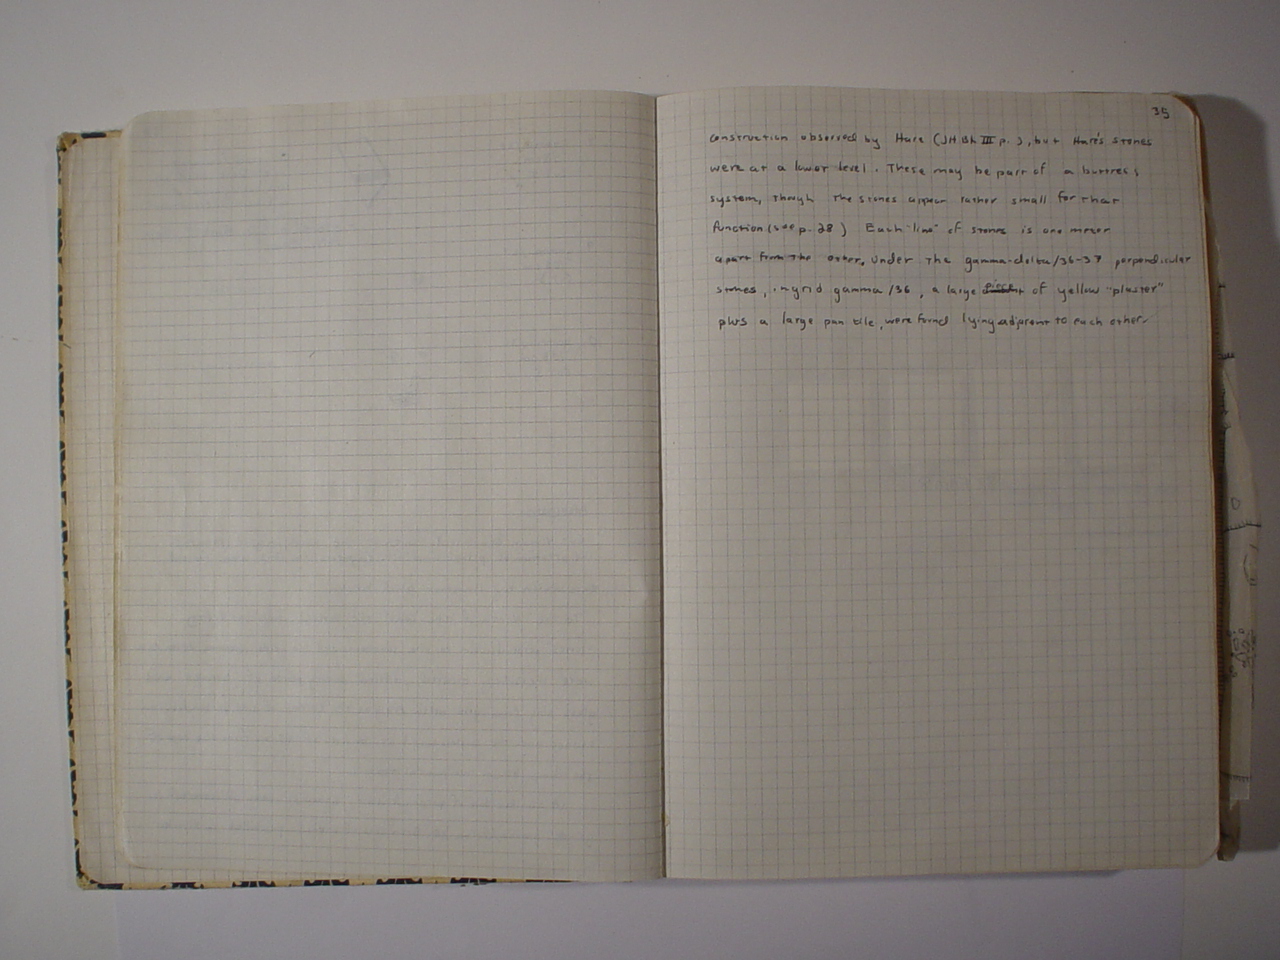 35
construction observed by Hare (JH Bk III p. ), but Hare's stones
were at a lower level. These may be part of a buttress
system, though the stones appear rather small for that
function (see p. 28) Each "line" of stones is one meter
apart from the other. Under the gamma-delta/36-37 perpendicular
stones, in grid gamma/36, a large piece of yellow "plaster"
plus a large pan tile, were found lying adjacent to each other.